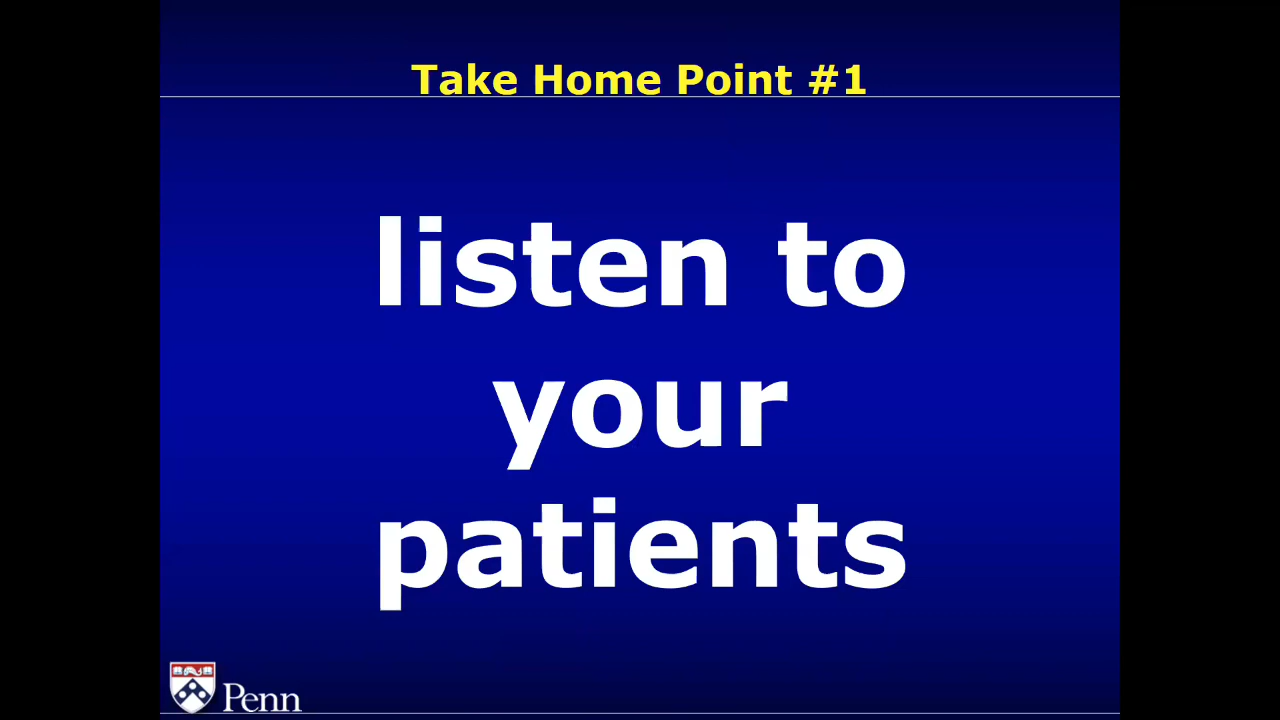 Take Home Point #1
listen to
your
patients
Penn